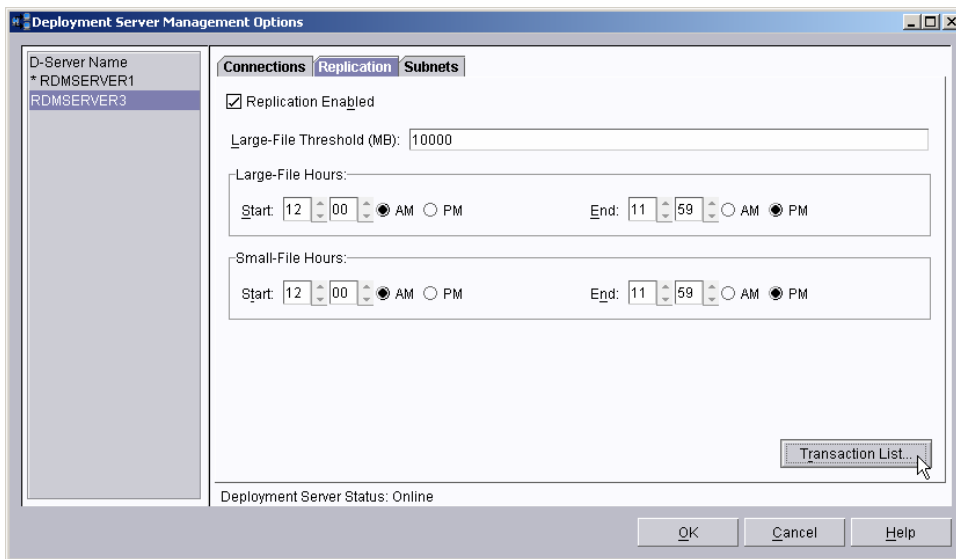 Deployment Server Management Options
D-Server Name
* RDMSERVER1
RDMSERVER3
Connections Replication Subnets
Replication Enabled
Large-File Threshold (MB): 10000
Large-File Hours:
Start: 12 00 AM PM End: 11 59 AM PM
Small-File Hours:
Start: 12 00 AM PM End: 11 59 AM PM
Transaction List...
Deployment Server Status: Online
OK Cancel Help